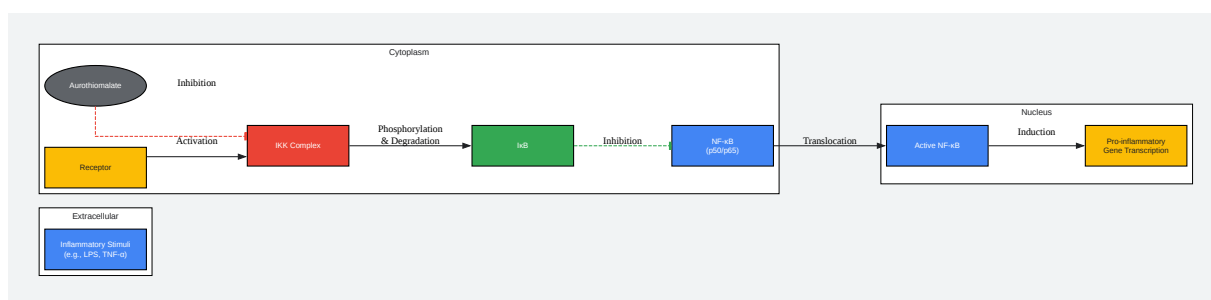 Cytoplasm
Aurothiomalate
Inhibition
Activation
Receptor
IKK Complex
Phosphorylation
& Degradation
IκB
Inhibition
NF-κB
(p50/p65)
Translocation
Nucleus
Active NF-κB
Induction
Pro-inflammatory
Gene Transcription
Extracellular
Inflammatory Stimuli
(e.g., LPS, TNF-α)